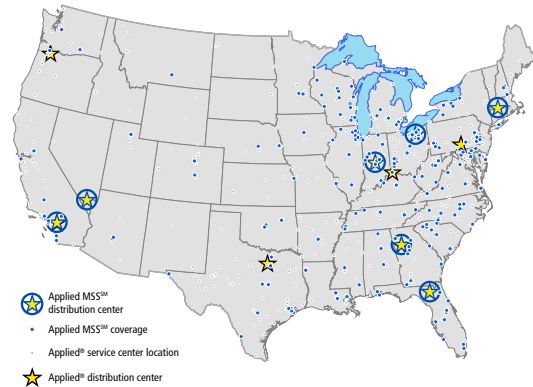 Applied MSS℠
distribution center
Applied MSS℠ coverage
Applied® service center location
Applied® distribution center